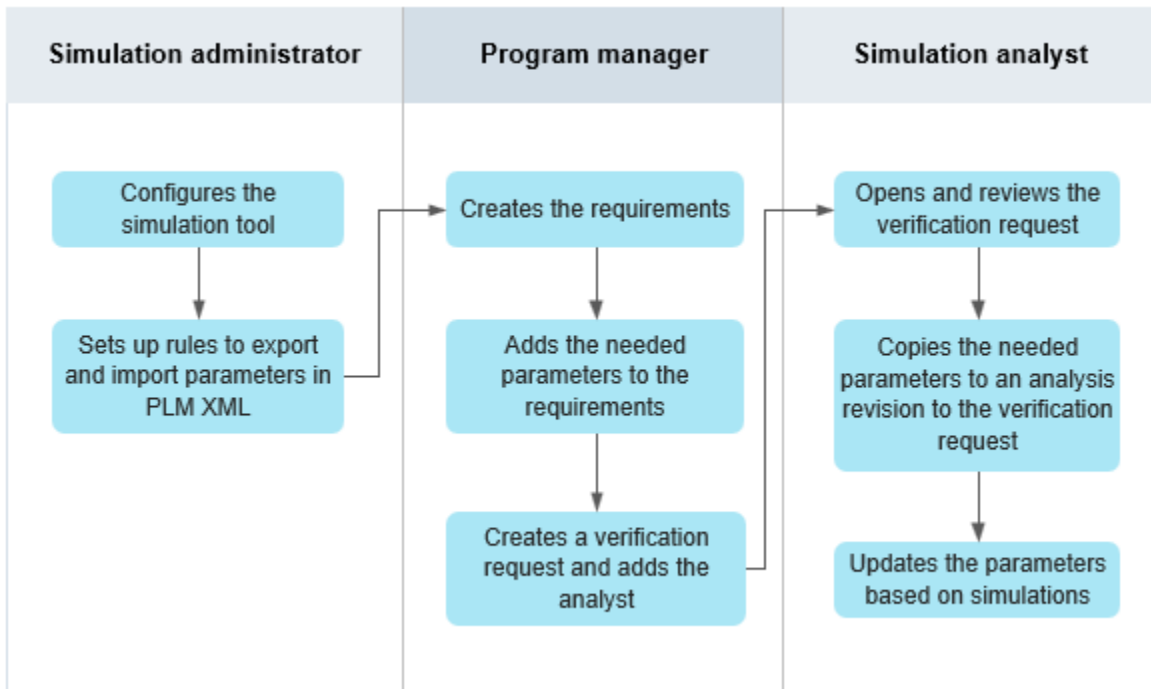 Simulation administrator
Program manager
Simulation analyst
Configures the
simulation tool
Sets up rules to export
and import parameters in
PLM XML
Creates the requirements
Adds the needed
parameters to the
requirements
Creates a verification
request and adds the
analyst
Opens and reviews the
verification request
Copies the needed
parameters to an analysis
revision to the verification
request
Updates the parameters
based on simulations